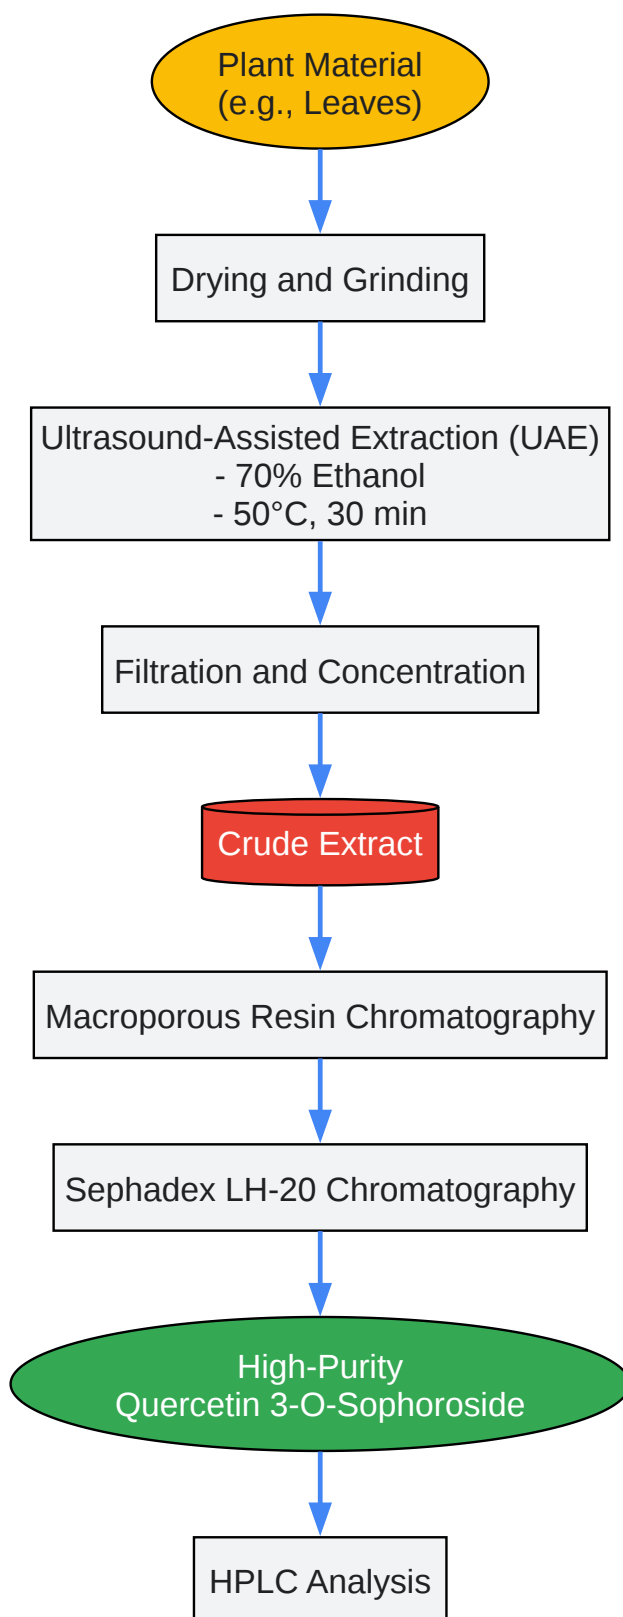 Plant Material
(e.g., Leaves)
Drying and Grinding
Ultrasound-Assisted Extraction (UAE)
- 70% Ethanol
- 50°C, 30 min
Filtration and Concentration
Crude Extract
Macroporous Resin Chromatography
Sephadex LH-20 Chromatography
High-Purity
Quercetin 3-O-Sophoroside
HPLC Analysis